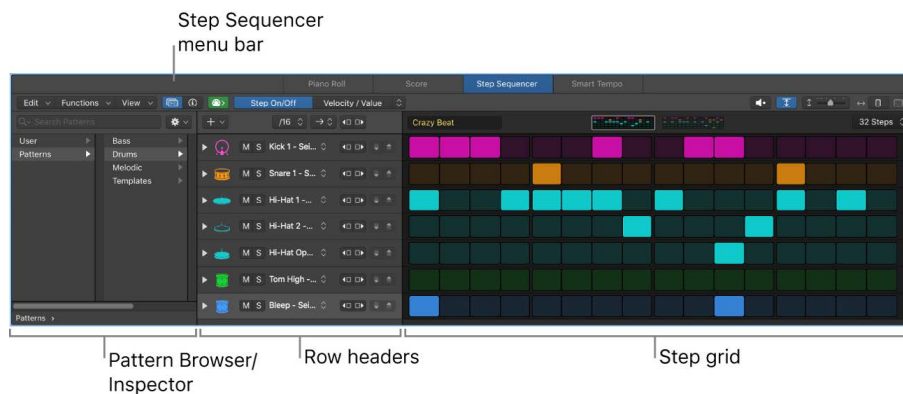 Step Sequencer
menu bar
Piano Roll Score Step Sequencer Smart Tempo
Edit Functions View Step On/Off Velocity / Value
Search Patterns /16 Crazy Beat 32 Steps
User Bass M S Kick 1 - Sei...
Patterns Drums M S Snare 1 - S...
Melodic
Templates
M S Hi-Hat 1 -...
M S Hi-Hat 2 -...
M S Hi-Hat Op...
M S Tom High -...
M S Bleep - Sei...
Patterns
Pattern Browser/
Inspector
Row headers
Step grid